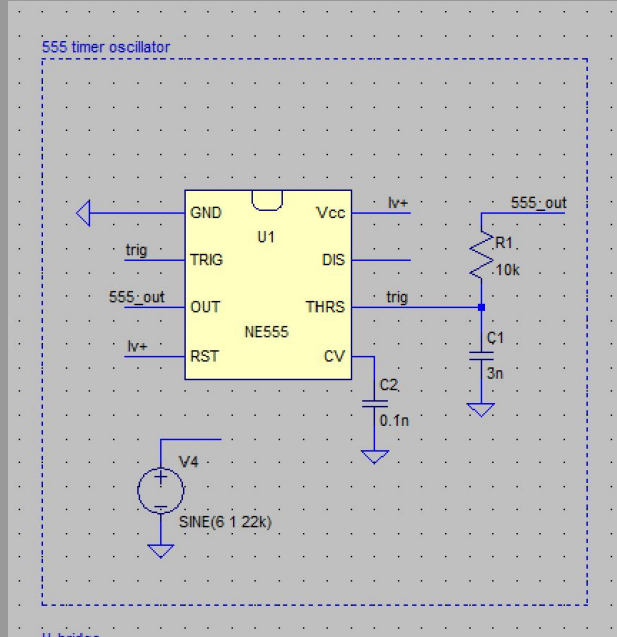 555 timer oscillator
GND
Vcc
lv+
555_out
trig
U1
R1
TRIG
DIS
10k
555_out
OUT
THRS
trig
lv+
NE555
C1
RST
CV
3n
C2
0.1n
V4
SINE(6 1 22k)